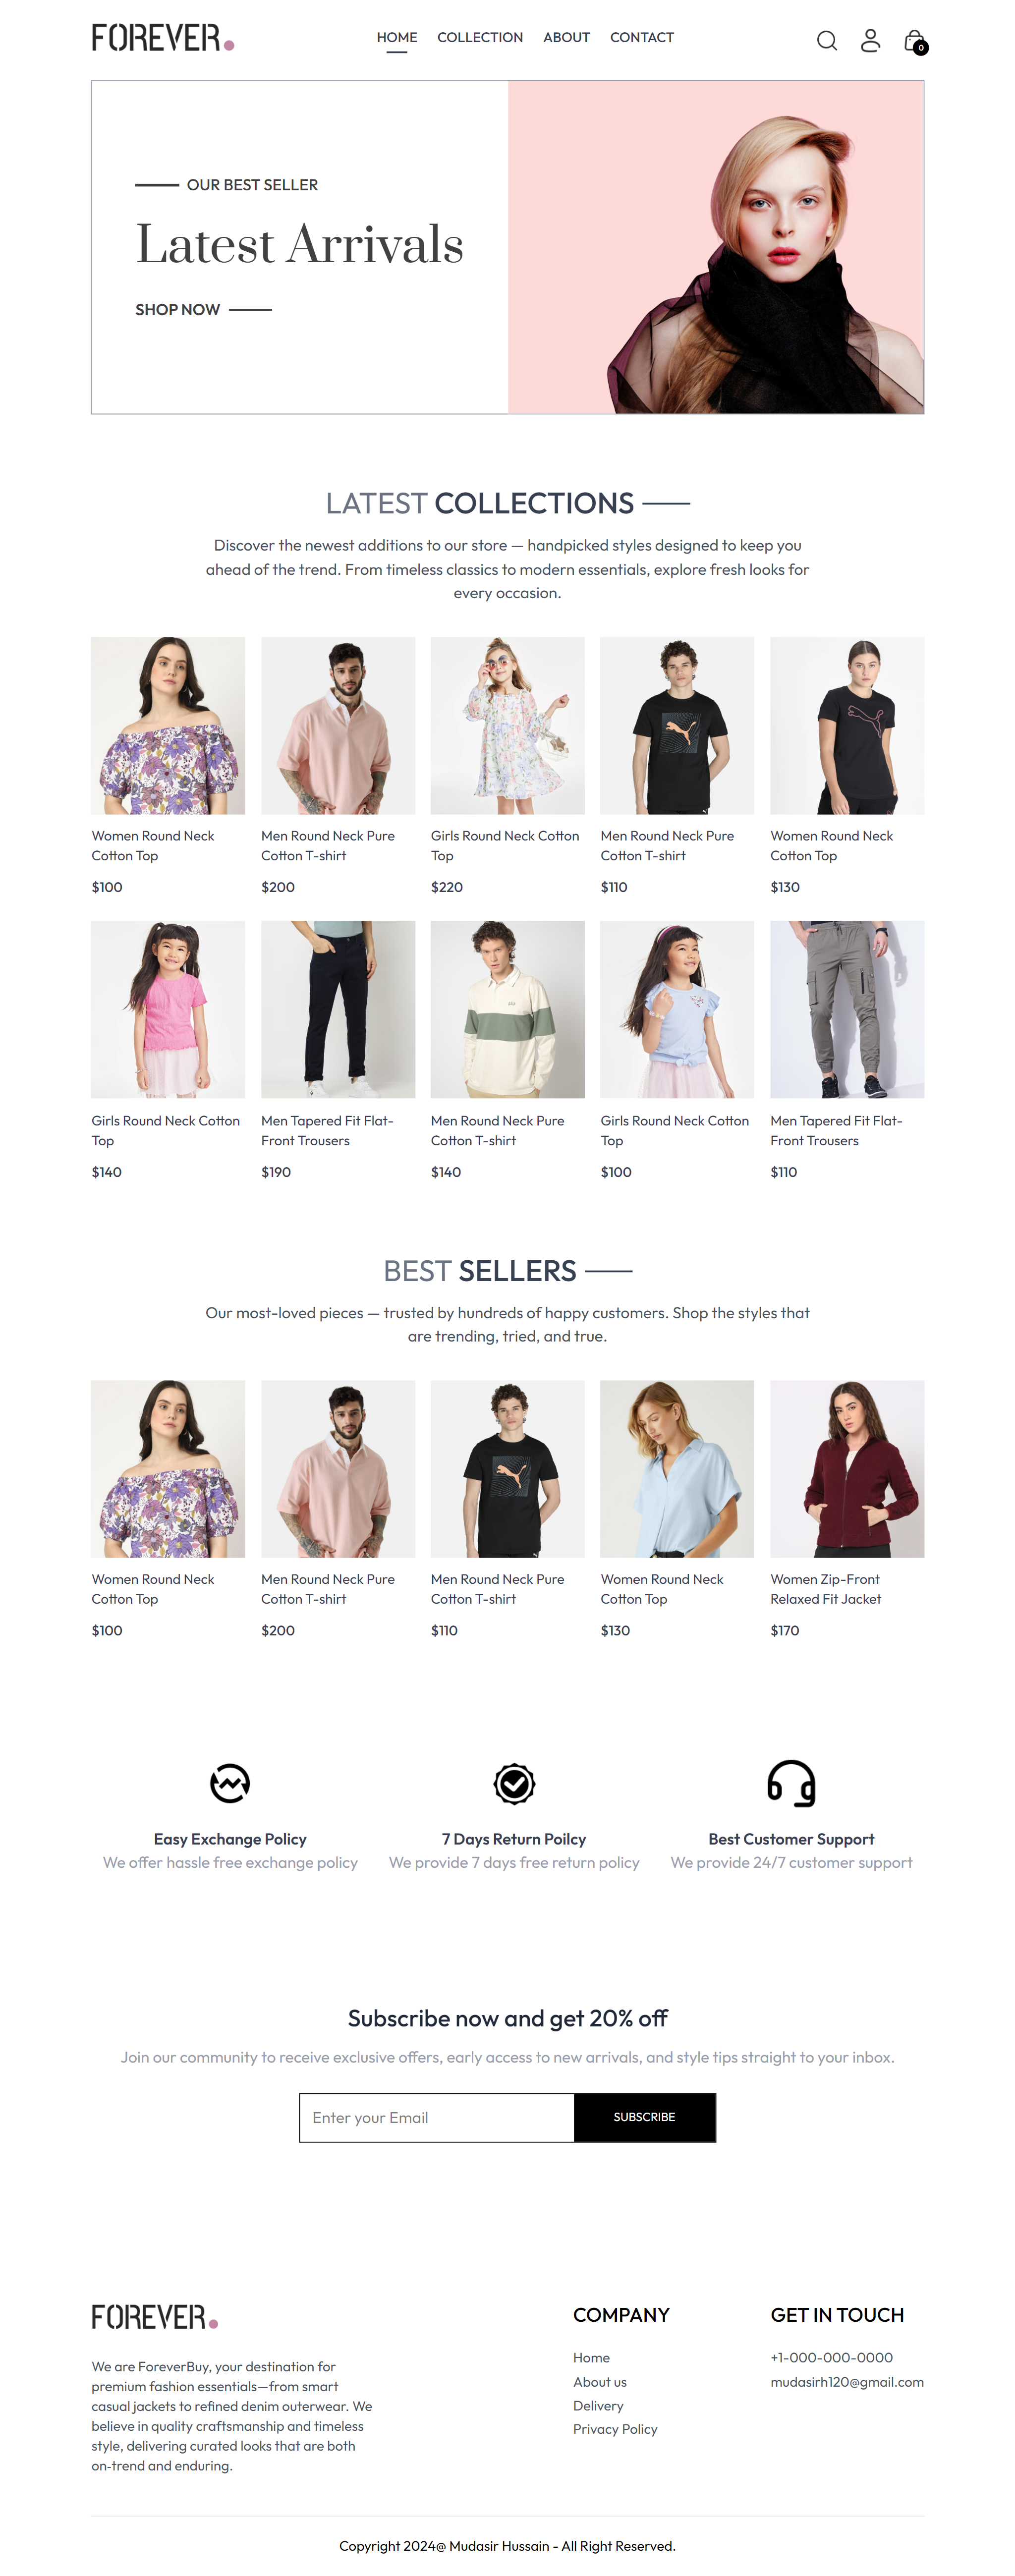 FOREVER.
HOME COLLECTION ABOUT CONTACT
0
OUR BEST SELLER
Latest Arrivals
SHOP NOW
LATEST COLLECTIONS
Discover the newest additions to our store — handpicked styles designed to keep you
ahead of the trend. From timeless classics to modern essentials, explore fresh looks for
every occasion.
Women Round Neck
Cotton Top
$100
Men Round Neck Pure
Cotton T-shirt
$200
Girls Round Neck Cotton
Top
$220
Men Round Neck Pure
Cotton T-shirt
$110
Women Round Neck
Cotton Top
$130
Girls Round Neck Cotton
Top
$140
Men Tapered Fit Flat-
Front Trousers
$190
Men Round Neck Pure
Cotton T-shirt
$140
Girls Round Neck Cotton
Top
$100
Men Tapered Fit Flat-
Front Trousers
$110
BEST SELLERS
Our most-loved pieces — trusted by hundreds of happy customers. Shop the styles that
are trending, tried, and true.
Women Round Neck
Cotton Top
$100
Men Round Neck Pure
Cotton T-shirt
$200
Men Round Neck Pure
Cotton T-shirt
$110
Women Round Neck
Cotton Top
$130
Women Zip-Front
Relaxed Fit Jacket
$170
Easy Exchange Policy
We offer hassle free exchange policy
7 Days Return Poilcy
We provide 7 days free return policy
Best Customer Support
We provide 24/7 customer support
Subscribe now and get 20% off
Join our community to receive exclusive offers, early access to new arrivals, and style tips straight to your inbox.
Enter your Email
SUBSCRIBE
FOREVER.
We are ForeverBuy, your destination for
premium fashion essentials—from smart
casual jackets to refined denim outerwear. We
believe in quality craftsmanship and timeless
style, delivering curated looks that are both
on-trend and enduring.
COMPANY
Home
About us
Delivery
Privacy Policy
GET IN TOUCH
+1-000-000-0000
mudasirh120@gmail.com
Copyright 2024@ Mudasir Hussain - All Right Reserved.